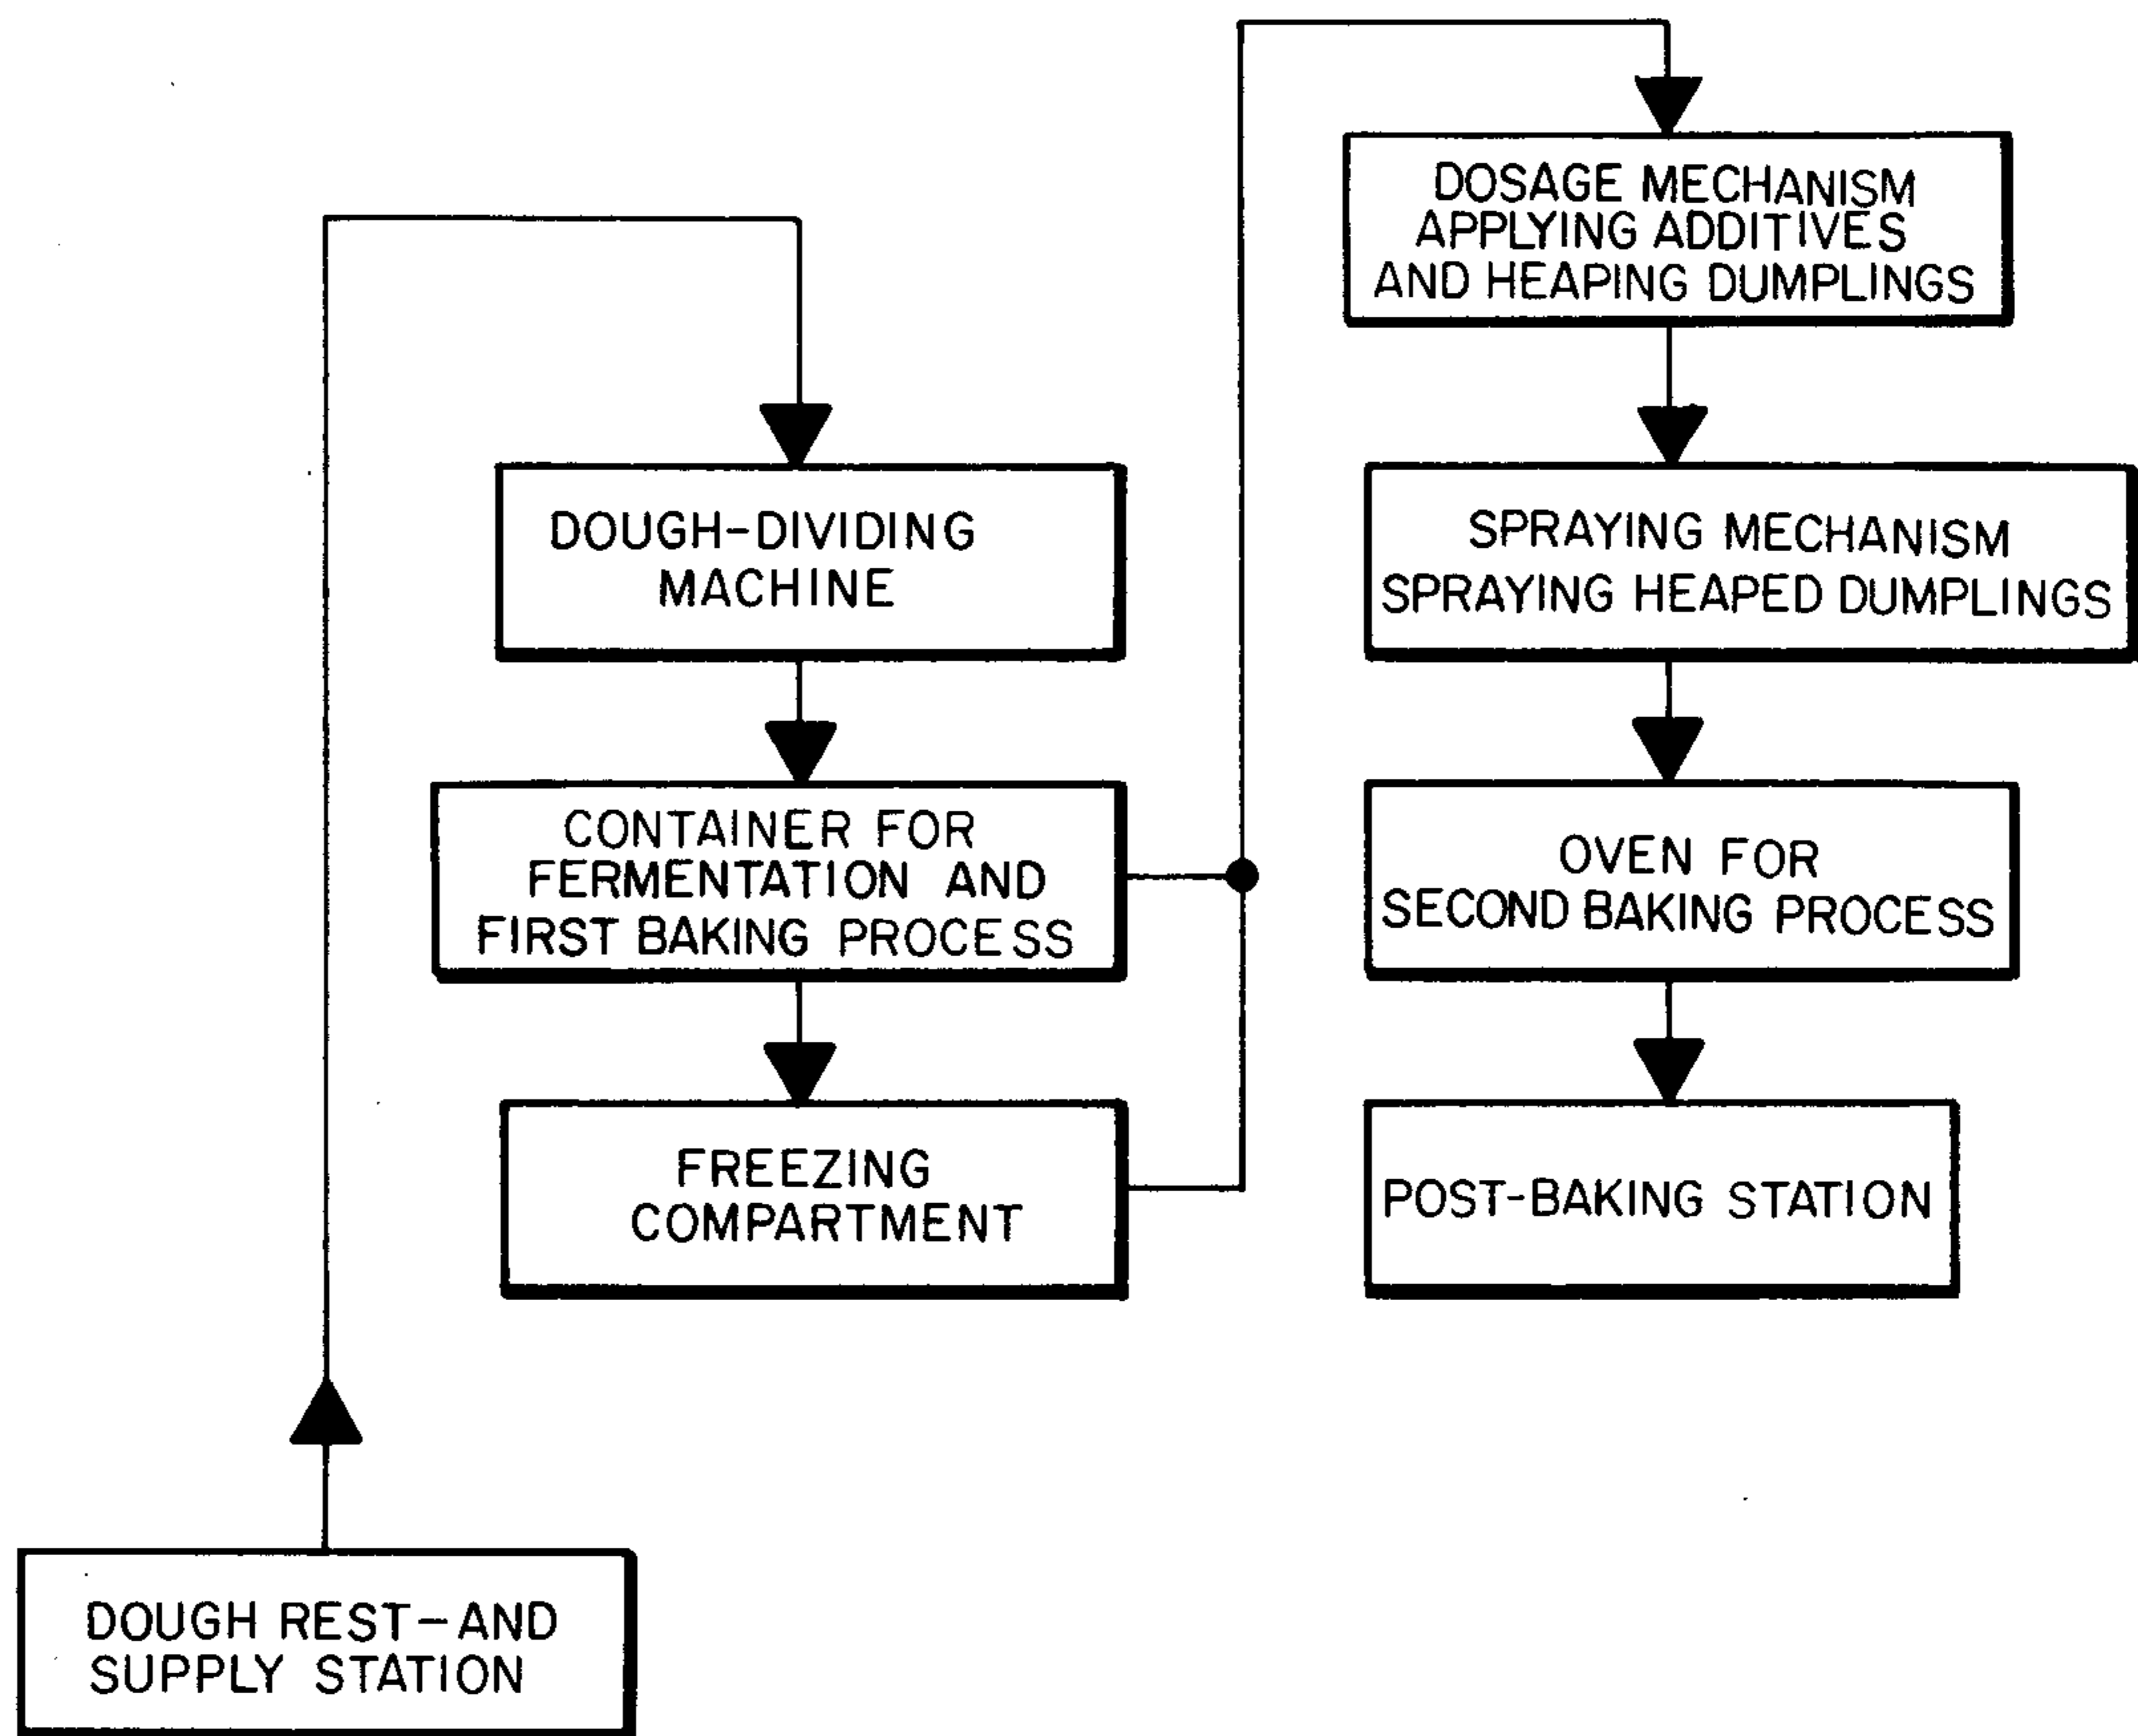 DOUGH REST-AND
SUPPLY STATION
DOUGH-DIVIDING
MACHINE
CONTAINER FOR
FERMENTATION AND
FIRST BAKING PROCESS
FREEZING
COMPARTMENT
DOSAGE MECHANISM
APPLYING ADDITIVES
AND HEAPING DUMPLINGS
SPRAYING MECHANISM
SPRAYING HEAPED DUMPLINGS
OVEN FOR
SECOND BAKING PROCESS
POST-BAKING STATION